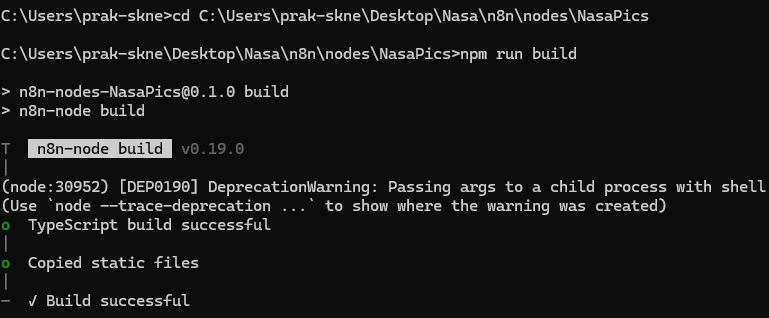 C:\Users\prak-skne>cd C:\Users\prak-skne\Desktop\Nasa\n8n\nodes\NasaPics
C:\Users\prak-skne\Desktop\Nasa\n8n\nodes\NasaPics>npm run build
> n8n-nodes-NasaPics@0.1.0 build
> n8n-node build
T   n8n-node build  v0.19.0
|
(node:30952) [DEP0190] DeprecationWarning: Passing args to a child process with shell
(Use `node --trace-deprecation ...` to show where the warning was created)
o  TypeScript build successful
|
o  Copied static files
|
—  √ Build successful